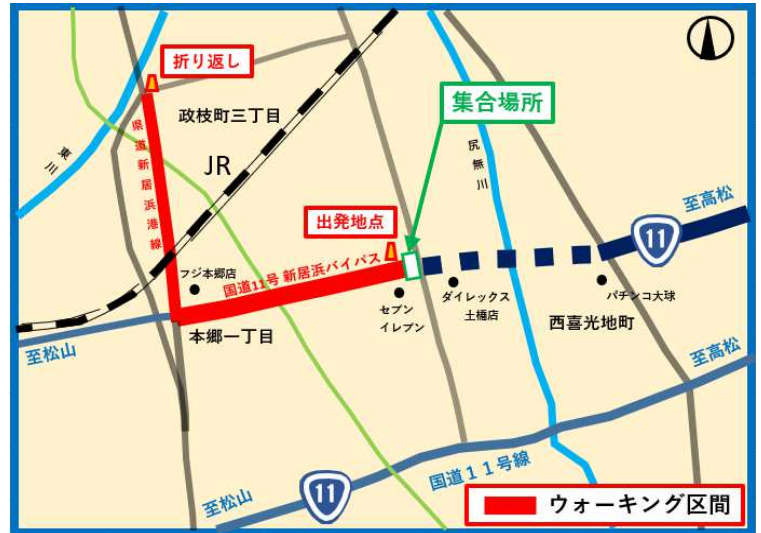 折り返し
政枝町三丁目
集合場所
県道新居浜港線
東川
JR
尻無川
至高松
11
出発地点
国道11号 新居浜バイパス
フジ本郷店
セブン
イレブン
ダイレックス
土橋店
パチンコ大球
本郷一丁目
西喜光地町
至松山
至高松
国道11号線
至松山
11
ウォーキング区間